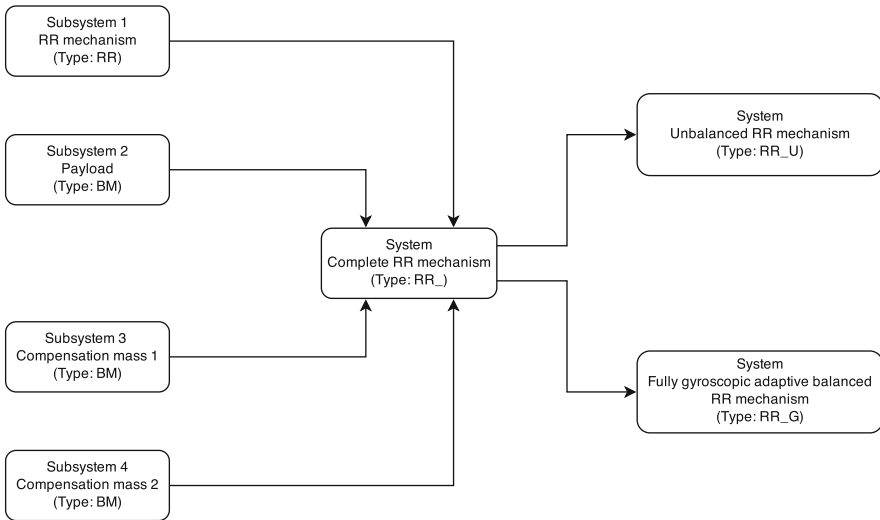 Subsystem 1
RR mechanism
(Type: RR)
Subsystem 2
Payload
(Type: BM)
Subsystem 3
Compensation mass 1
(Type: BM)
Subsystem 4
Compensation mass 2
(Type: BM)
System
Complete RR mechanism
(Type: RR_)
System
Unbalanced RR mechanism
(Type: RR_U)
System
Fully gyroscopic adaptive balanced
RR mechanism
(Type: RR_G)